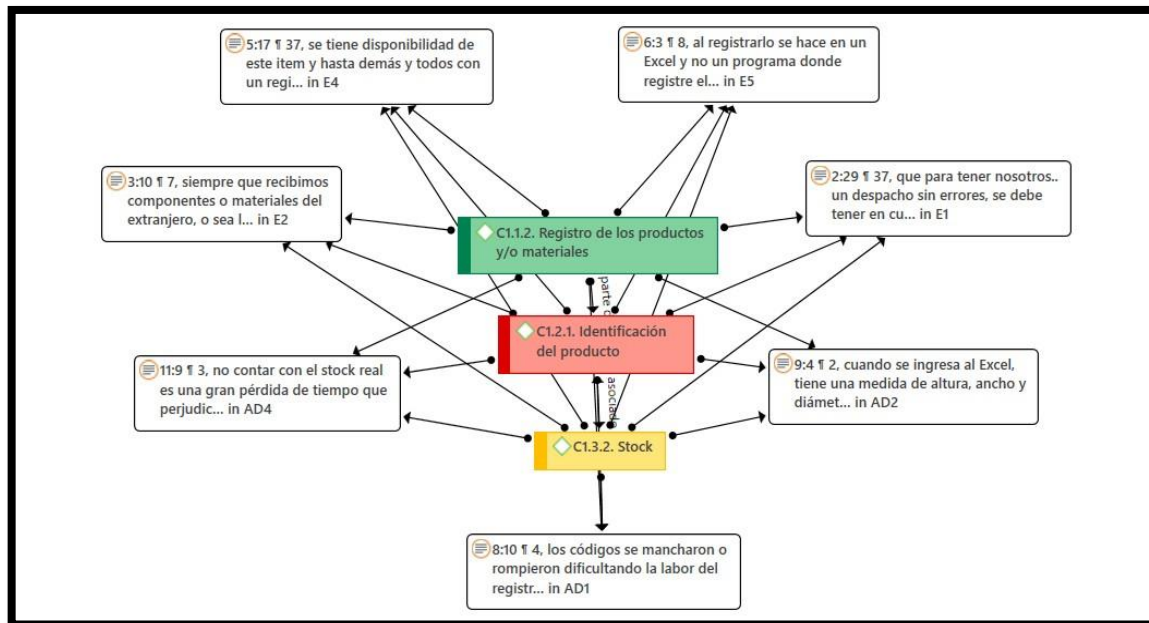 5:17 ¶ 37, se tiene disponibilidad de
este item y hasta demás y todos con
un regi... in E4
6:3 ¶ 8, al registrarlo se hace en un
Excel y no un programa donde
registre el... in E5
3:10 ¶ 7, siempre que recibimos
componentes o materiales del
extranjero, o sea l... in E2
2:29 ¶ 37, que para tener nosotros..
un despacho sin errores, se debe
tener en cu... in E1
C1.1.2. Registro de los productos
y/o materiales
parte
C1.2.1. Identificación
del producto
11:9 ¶ 3, no contar con el stock real
es una gran pérdida de tiempo que
perjudic... in AD4
9:4 ¶ 2, cuando se ingresa al Excel,
tiene una medida de altura, ancho y
diámet... in AD2
asociada
C1.3.2. Stock
8:10 ¶ 4, los códigos se mancharon o
rompieron dificultando la labor del
registr... in AD1